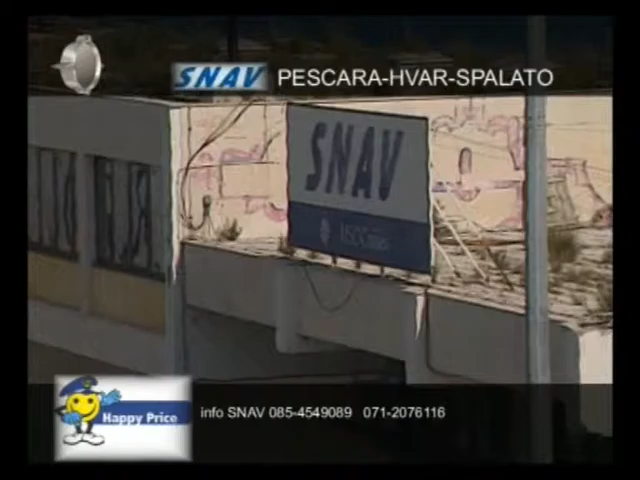 SNAV PESCARA-HVAR-SPALATO
SNAV
Happy Price
info SNAV 085-4549089 071-2076116